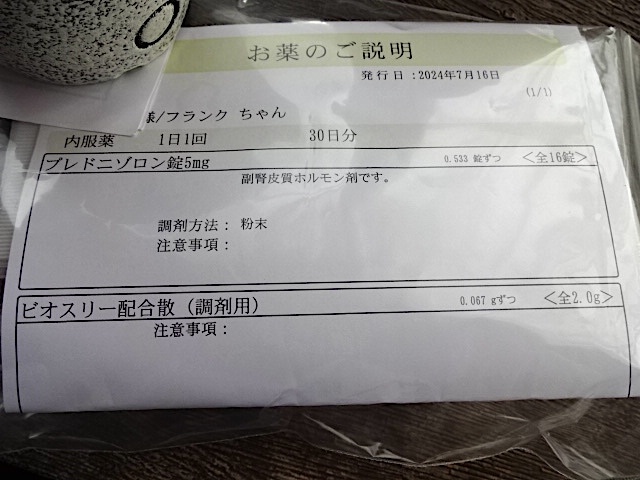 お薬のご説明
発行日:2024年7月16日
(1/1)
様/フランク ちゃん
内服薬 1日1回 30日分
プレドニゾロン錠5mg 0.533 錠ずつ <全16錠>
副腎皮質ホルモン剤です。
調剤方法: 粉末
注意事項:
ビオスリー配合散(調剤用) 0.067 gずつ <全2.0g>
注意事項: